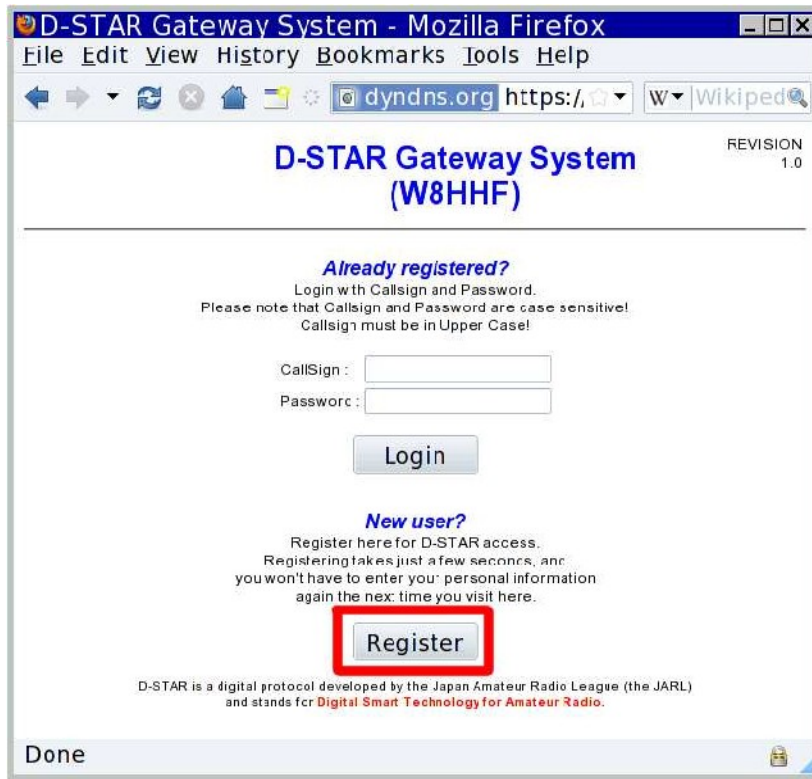 D-STAR Gateway System - Mozilla Firefox
File Edit View History Bookmarks Tools Help
dyndns.org https:/ W Wikiped
D-STAR Gateway System
(W8HHF)
REVISION
1.0
Already registered?
Login with Callsign and Password.
Please note that Callsign and Password are case sensitive!
Callsign must be in Upper Case!
CallSign :
Password :
Login
New user?
Register here for D-STAR access.
Registering takes just a few seconds, and
you won't have to enter your personal information
again the next time you visit here.
Register
D-STAR is a digital protocol developed by the Japan Amateur Radio League (the JARL)
and stands for Digital Smart Technology for Amateur Radio.
Done